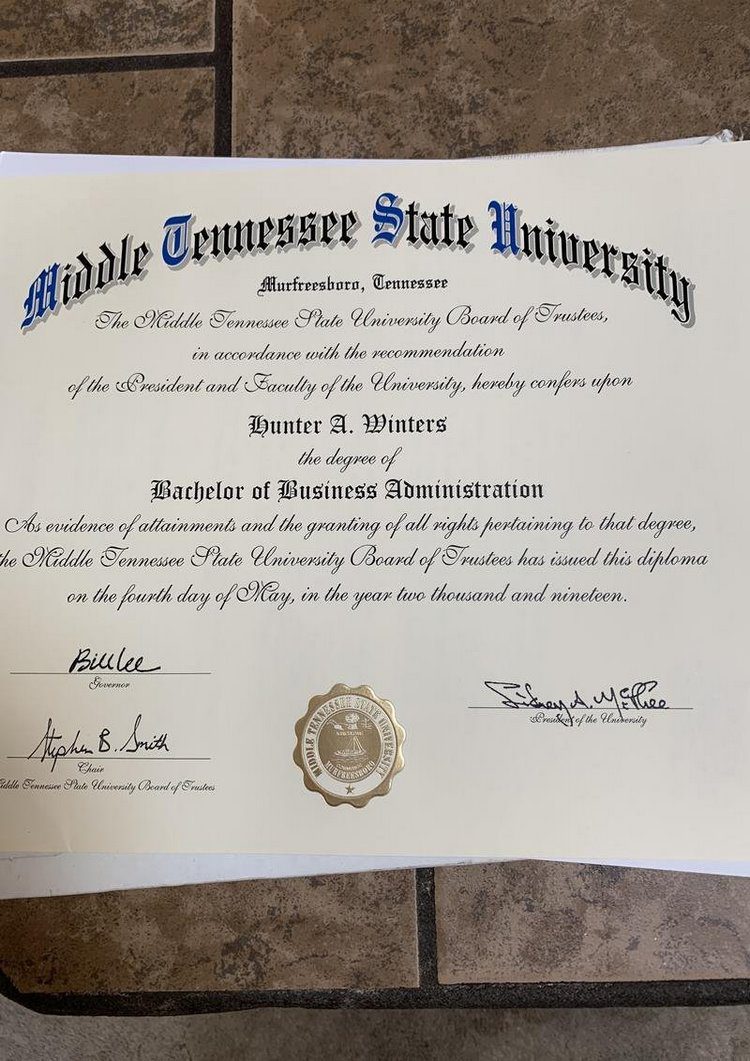 Middle Tennessee State University
Murfreesboro, Tennessee
The Middle Tennessee State University Board of Trustees,
in accordance with the recommendation
of the President and Faculty of the University, hereby confers upon
Hunter A. Winters
the degree of
Bachelor of Business Administration
As evidence of attainments and the granting of all rights pertaining to that degree,
the Middle Tennessee State University Board of Trustees has issued this diploma
on the fourth day of May, in the year two thousand and nineteen.
Bill Lee
Governor
Stephen B. Smith
Chair
Middle Tennessee State University Board of Trustees
MIDDLE TENNESSEE STATE UNIVERSITY
MURFREESBORO
Sidney A. McPhee
President of the University